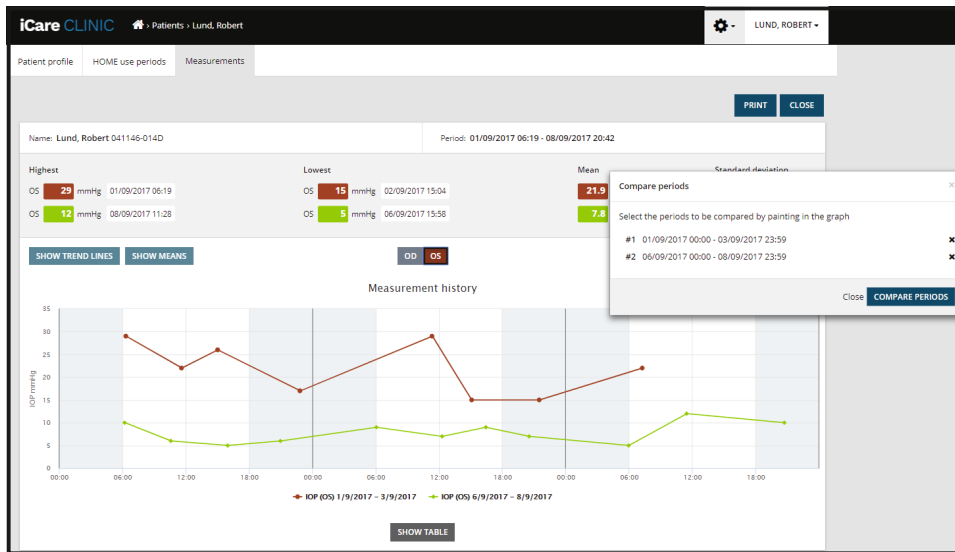 iCare CLINIC › Patients › Lund, Robert LUND, ROBERT
Patient profile HOME use periods Measurements
PRINT CLOSE
Name: Lund, Robert 041146-014D Period: 01/09/2017 06:19 - 08/09/2017 20:42
Highest Lowest Mean Standard deviation
OS 29 mmHg 01/09/2017 06:19 OS 15 mmHg 02/09/2017 15:04 21.9
OS 12 mmHg 08/09/2017 11:28 OS 5 mmHg 06/09/2017 15:58 7.8
Compare periods ×
Select the periods to be compared by painting in the graph
#1 01/09/2017 00:00 - 03/09/2017 23:59 ×
#2 06/09/2017 00:00 - 08/09/2017 23:59 ×
Close COMPARE PERIODS
SHOW TREND LINES SHOW MEANS OD OS
Measurement history
IOP (mmHg)
35
30
25
20
15
10
5
0
00:00 06:00 12:00 18:00 00:00 06:00 12:00 18:00 00:00 06:00 12:00 18:00
IOP (OS) 1/9/2017 – 3/9/2017 IOP (OS) 6/9/2017 – 8/9/2017
SHOW TABLE